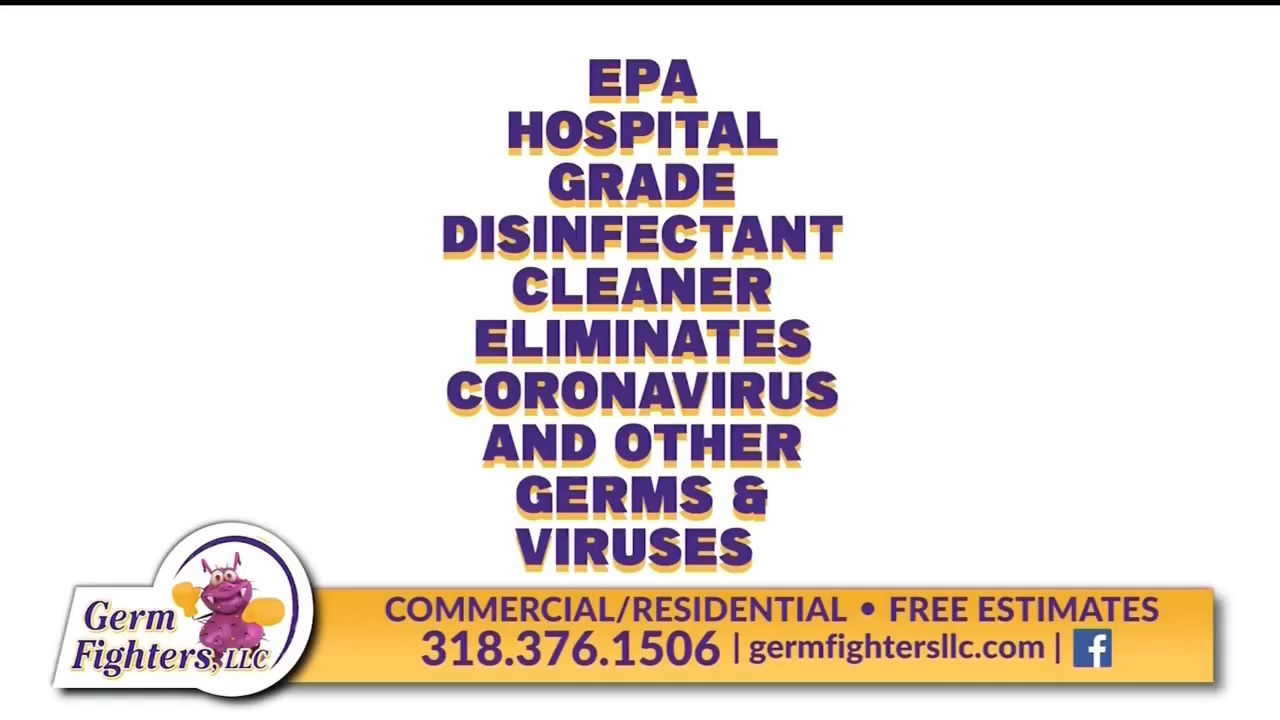 EPA
HOSPITAL
GRADE
DISINFECTANT
CLEANER
ELIMINATES
CORONAVIRUS
AND OTHER
GERMS &
VIRUSES
Germ
Fighters, LLC
COMMERCIAL/RESIDENTIAL • FREE ESTIMATES
318.376.1506 | germfightersllc.com | f